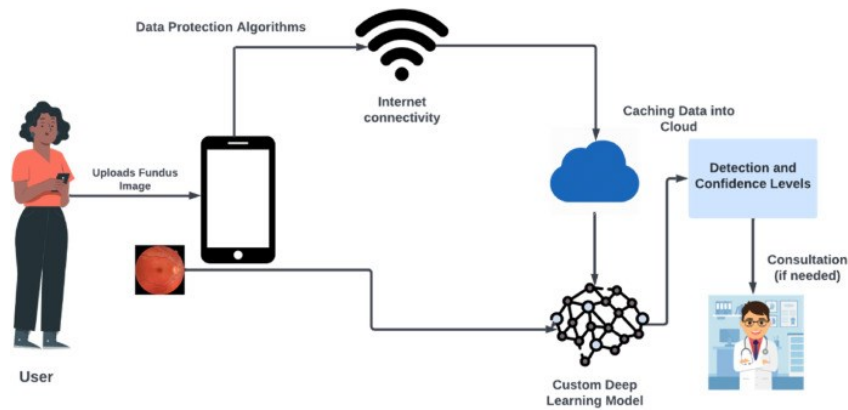 Data Protection Algorithms
Internet
connectivity
Caching Data into
Cloud
Uploads Fundus
Image
Detection and
Confidence Levels
Consultation
(if needed)
User
Custom Deep
Learning Model